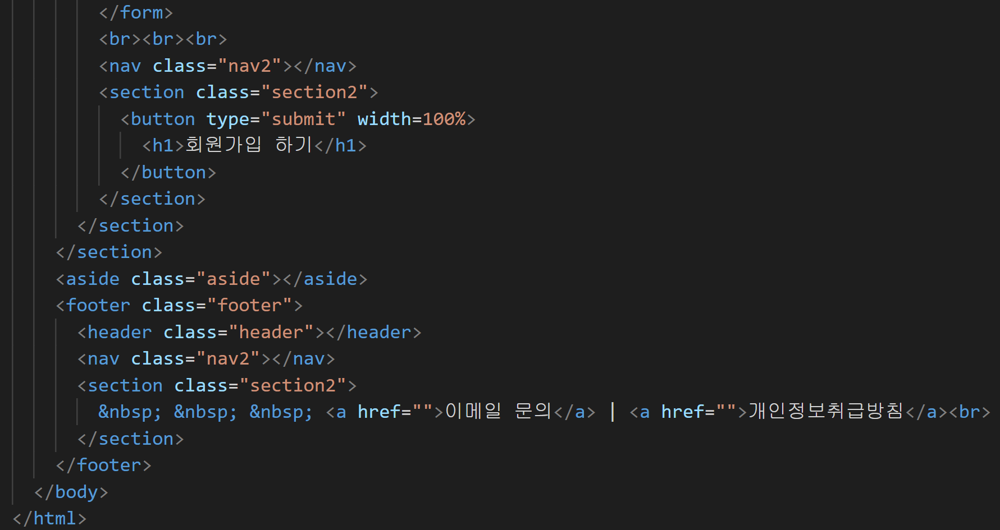 </form>
<br><br><br>
<nav class="nav2"></nav>
<section class="section2">
<button type="submit" width=100%>
<h1>회원가입 하기</h1>
</button>
</section>
</section>
</section>
<aside class="aside"></aside>
<footer class="footer">
<header class="header"></header>
<nav class="nav2"></nav>
<section class="section2">
&nbsp; &nbsp; &nbsp; <a href="">이메일 문의</a> | <a href="">개인정보취급방침</a><br>
</section>
</footer>
</body>
</html>